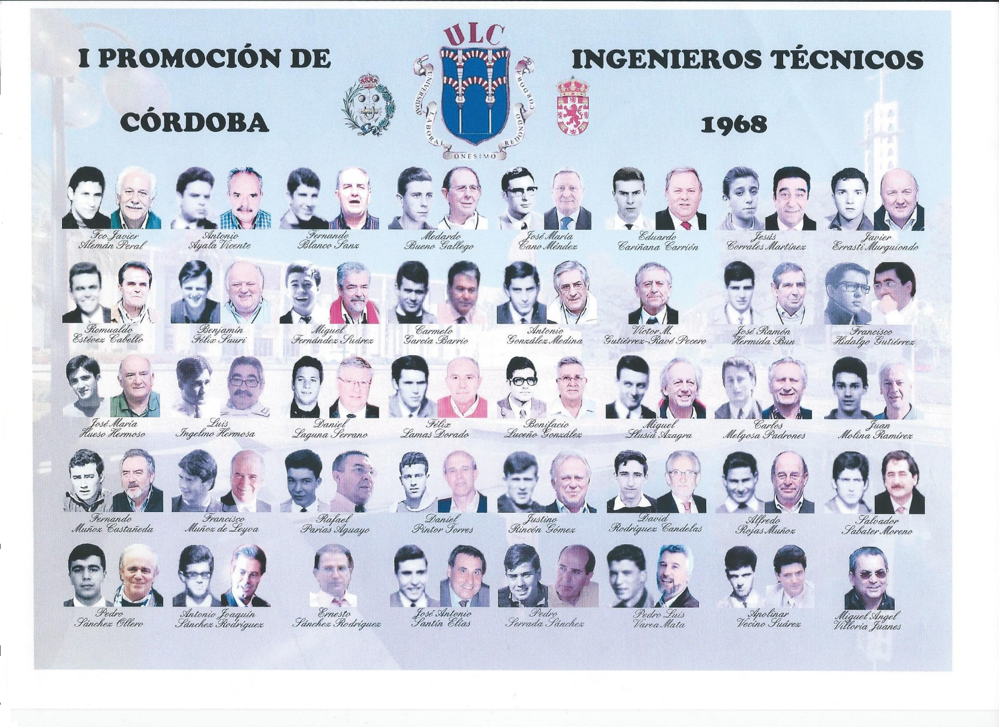 ULC
I PROMOCIÓN DE
INGENIEROS TÉCNICOS
CÓRDOBA
1968
UNIVERSIDAD LABORAL ONESIMO REDONDO CORDOBA
Fco. Javier
Alemán Peral
Antonio
Ayala Vicente
Fernando
Blanco Sanz
Medardo
Bueno Gallego
José María
Cano Méndez
Eduardo
Cariñana Carrión
Jesús
Corrales Martínez
Javier
Errasti Murguiondo
Romualdo
Estévez Cabello
Benjamín
Félix Sauri
Miguel
Fernández Suárez
Carmelo
García Barrio
Antonio
González Medina
Víctor M.
Gutiérrez-Ravé Pecero
José Ramón
Hermida Bun
Francisco
Hidalgo Gutiérrez
José María
Hueso Hermoso
Luis
Ingelmo Hermosa
Daniel
Laguna Serrano
Félix
Lamas Dorado
Bonifacio
Luceño González
Miguel
Llusiá Azagra
Carlos
Melgosa Padrones
Juan
Molina Ramírez
Fernando
Muñoz Castañeda
Francisco
Muñoz de Leyva
Rafael
Parias Aguayo
Daniel
Pintor Torres
Justino
Rincón Gómez
David
Rodríguez Candelas
Alfredo
Rojas Muñoz
Salvador
Sabater Moreno
Pedro
Sánchez Ollero
Antonio Joaquín
Sánchez Rodríguez
Ernesto
Sánchez Rodríguez
José Antonio
Santín Elías
Pedro
Serrada Sánchez
Pedro Luis
Varea Mata
Apolinar
Vecino Suárez
Miguel Angel
Villoria Juanes